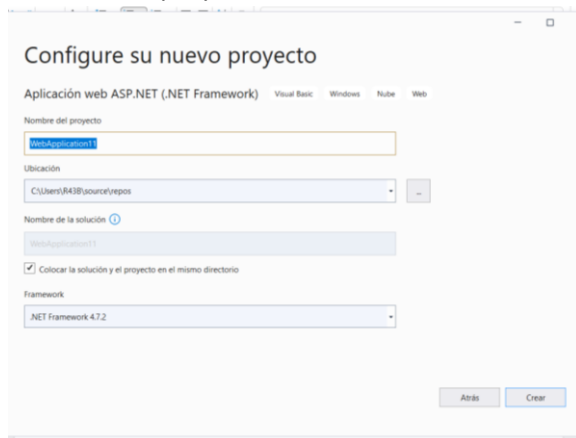 Configure su nuevo proyecto
Aplicación web ASP.NET (.NET Framework) Visual Basic Windows Nube Web
Nombre del proyecto
WebApplication11
Ubicación
C:\Users\R43B\source\repos
...
Nombre de la solución
WebApplication11
Colocar la solución y el proyecto en el mismo directorio
Framework
.NET Framework 4.7.2
Atrás Crear